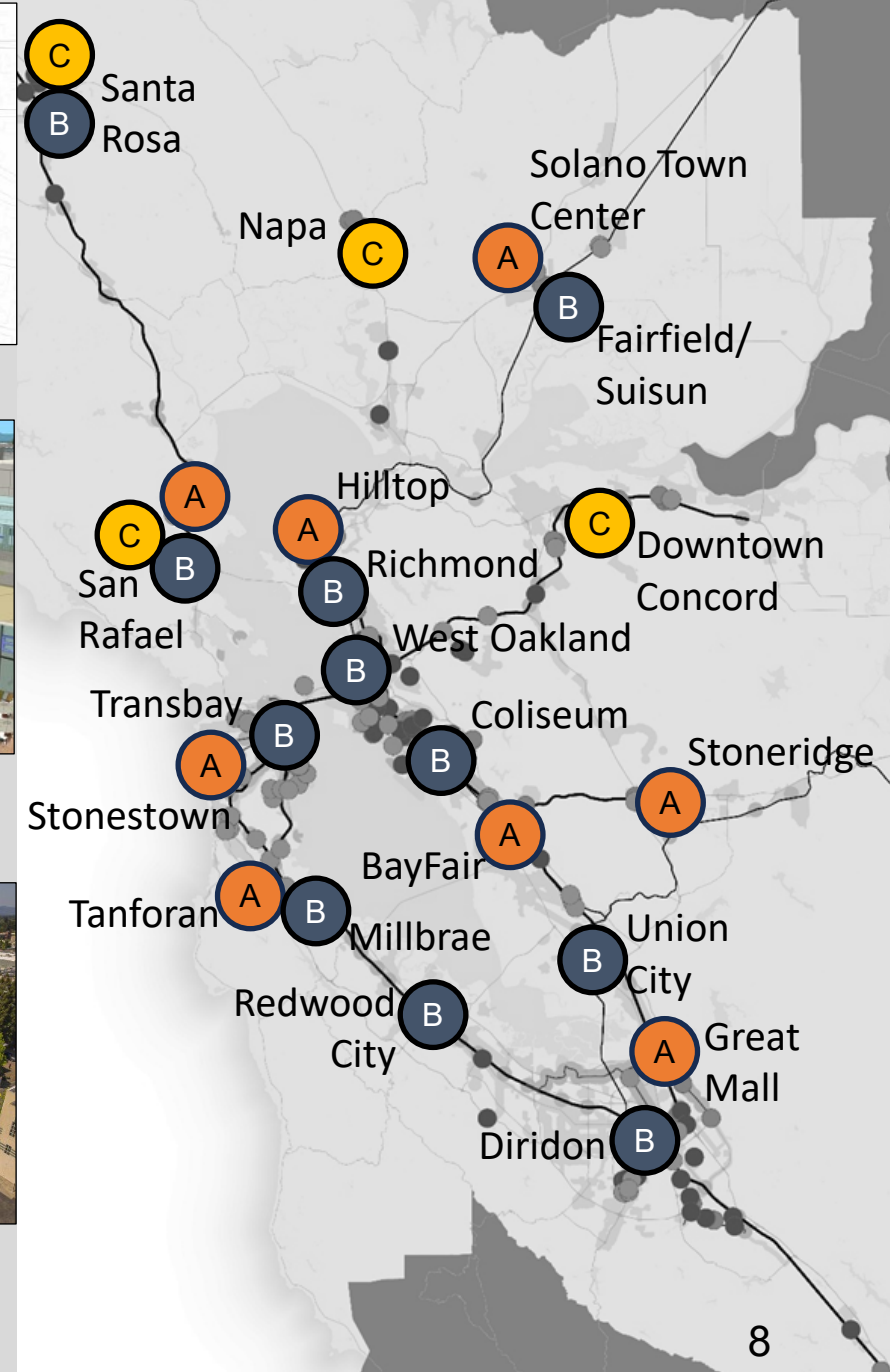 C
Santa
B
Rosa
Solano Town
Center
Napa
C
A
B
Fairfield/
Suisun
A
Hilltop
C
A
C
B
San
Rafael
Downtown
Concord
Richmond
B
West Oakland
B
Transbay
B
Coliseum
B
Stoneridge
A
A
Stonestown
A
BayFair
Tanforan
A
B
Millbrae
Union
City
B
Redwood
City
B
A
Great
Mall
Diridon
B
8